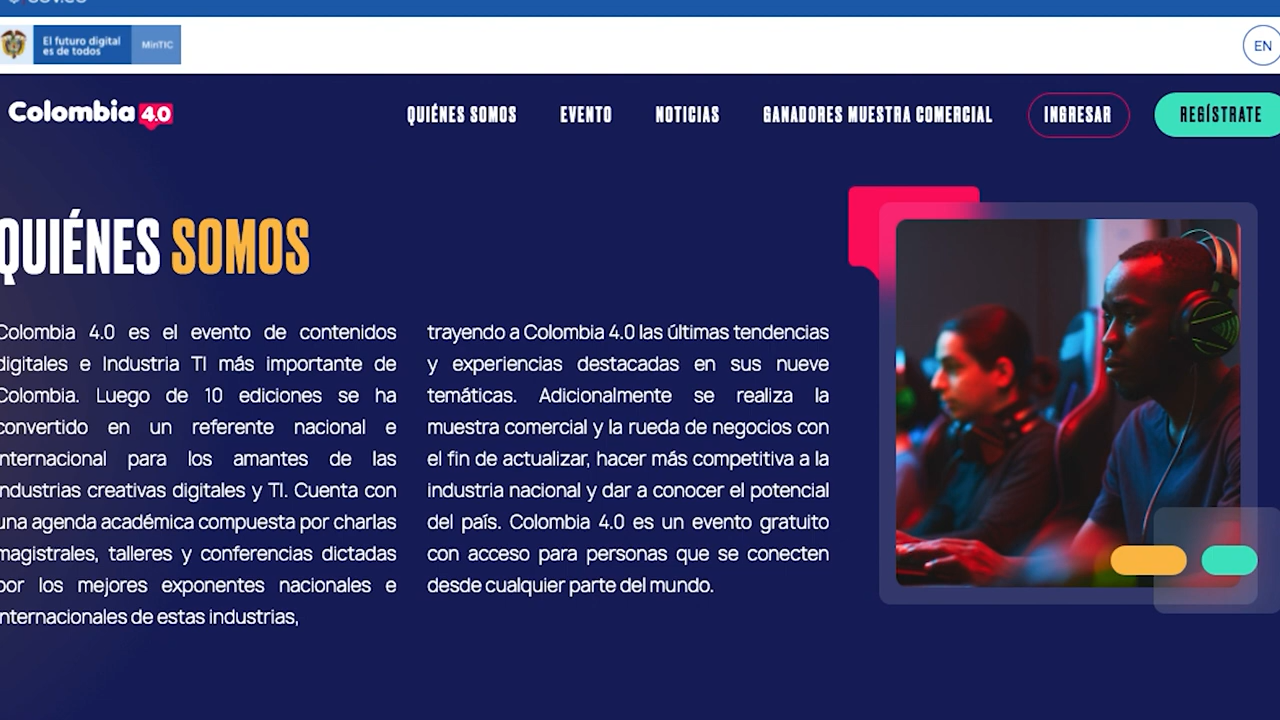 El futuro digital
es de todos
MinTIC
EN
Colombia 4.0
QUIÉNES SOMOS
EVENTO
NOTICIAS
GANADORES MUESTRA COMERCIAL
INGRESAR
REGÍSTRATE
QUIÉNES SOMOS
Colombia 4.0 es el evento de contenidos
digitales e Industria TI más importante de
Colombia. Luego de 10 ediciones se ha
convertido en un referente nacional e
internacional para los amantes de las
industrias creativas digitales y TI. Cuenta con
una agenda académica compuesta por charlas
magistrales, talleres y conferencias dictadas
por los mejores exponentes nacionales e
internacionales de estas industrias,
trayendo a Colombia 4.0 las últimas tendencias
y experiencias destacadas en sus nueve
temáticas. Adicionalmente se realiza la
muestra comercial y la rueda de negocios con
el fin de actualizar, hacer más competitiva a la
industria nacional y dar a conocer el potencial
del país. Colombia 4.0 es un evento gratuito
con acceso para personas que se conecten
desde cualquier parte del mundo.